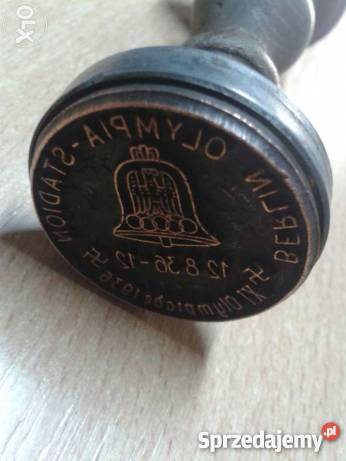 OLX
BERLIN OLYMPIA-STADION
12 8 36 -12
XI Olympiade 1936
Sprzedajemy.pl